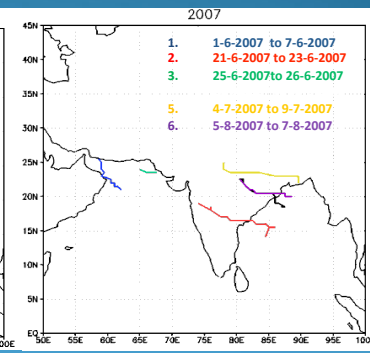 2007
1. 1-6-2007 to 7-6-2007
2. 21-6-2007 to 23-6-2007
3. 25-6-2007to 26-6-2007
5. 4-7-2007 to 9-7-2007
6. 5-8-2007 to 7-8-2007
45N
40N
35N
30N
25N
20N
15N
10N
5N
EQ
50E 55E 60E 65E 70E 75E 80E 85E 90E 95E 100
00E